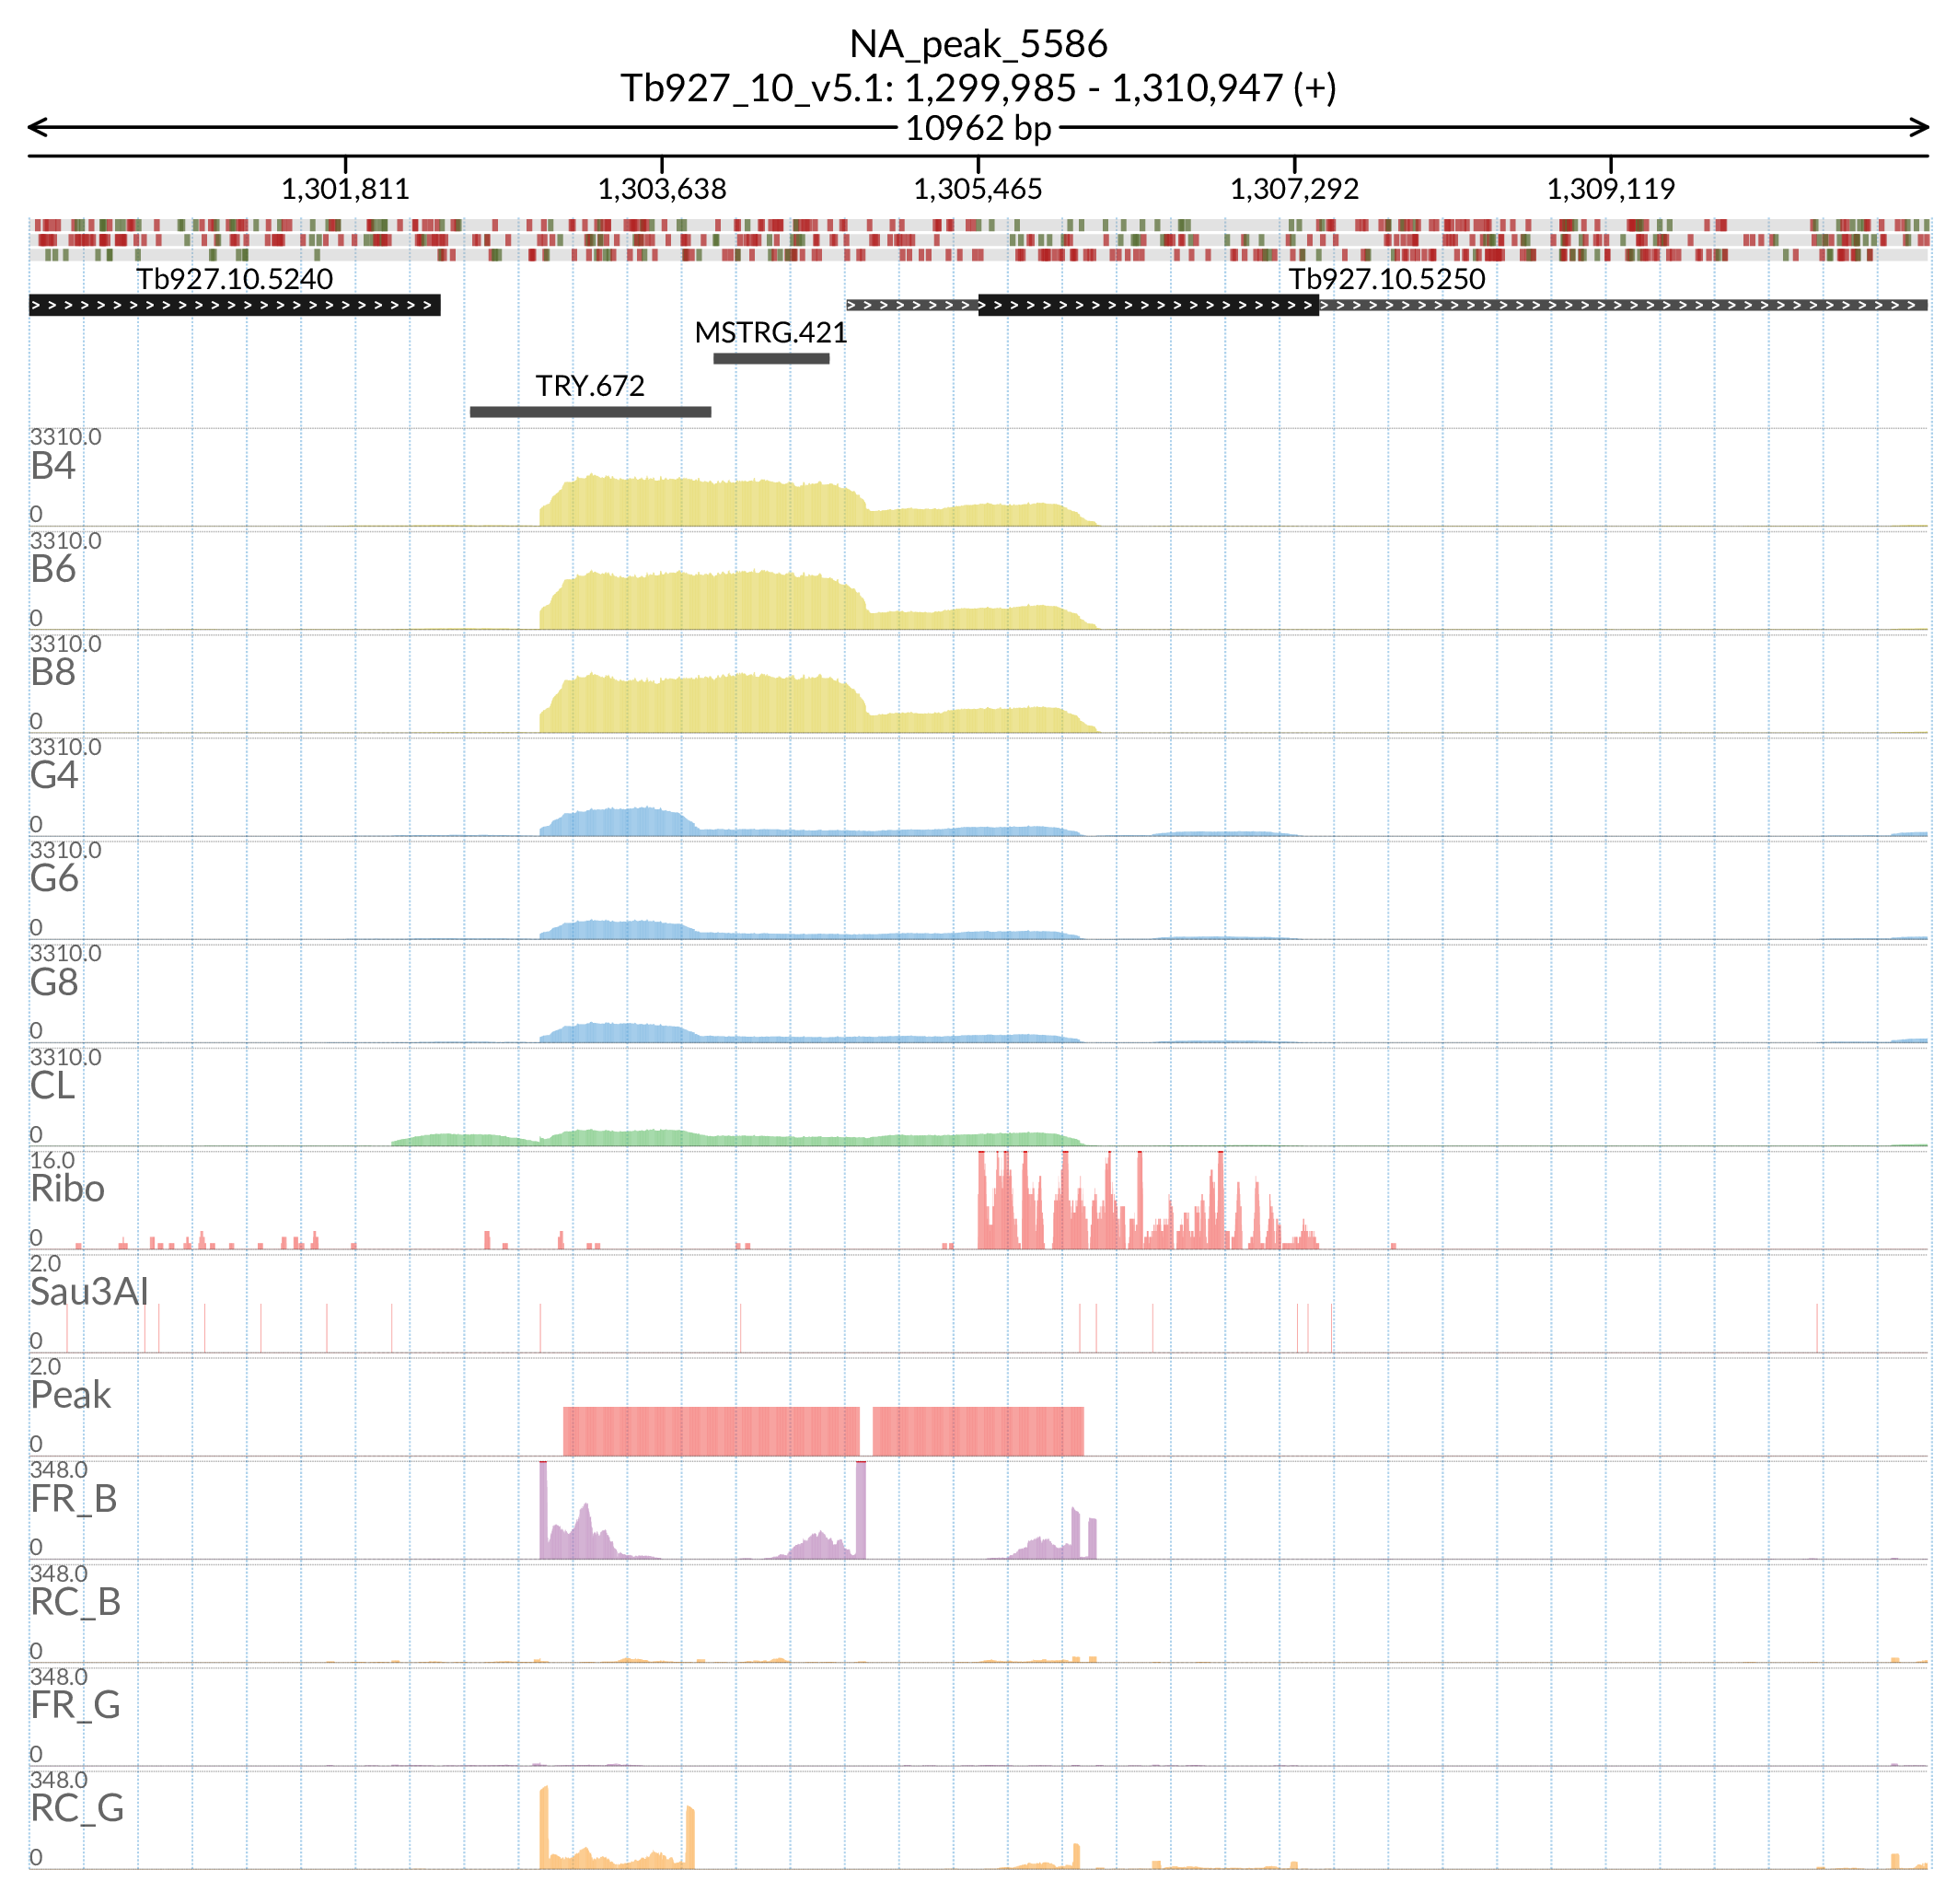 NA_peak_5586
Tb927_10_v5.1: 1,299,985 - 1,310,947 (+)
10962 bp
1,301,811 1,303,638 1,305,465 1,307,292 1,309,119
Tb927.10.5240 Tb927.10.5250
MSTRG.421
TRY.672
3310.0
B4
0
3310.0
B6
0
3310.0
B8
0
3310.0
G4
0
3310.0
G6
0
3310.0
G8
0
3310.0
CL
0
16.0
Ribo
0
2.0
Sau3AI
0
2.0
Peak
0
348.0
FR_B
0
348.0
RC_B
0
348.0
FR_G
0
348.0
RC_G
0